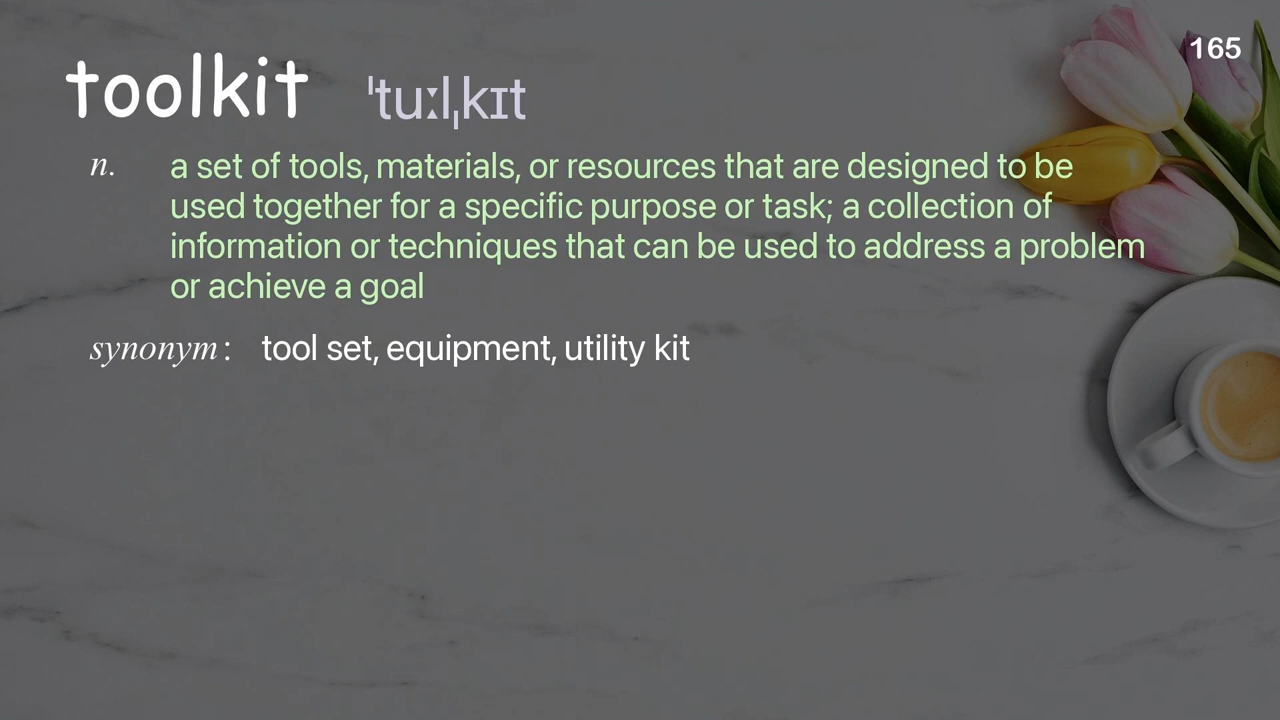 165
toolkit ˈtuːlˌkɪt
n. a set of tools, materials, or resources that are designed to be
used together for a specific purpose or task; a collection of
information or techniques that can be used to address a problem
or achieve a goal
synonym: tool set, equipment, utility kit